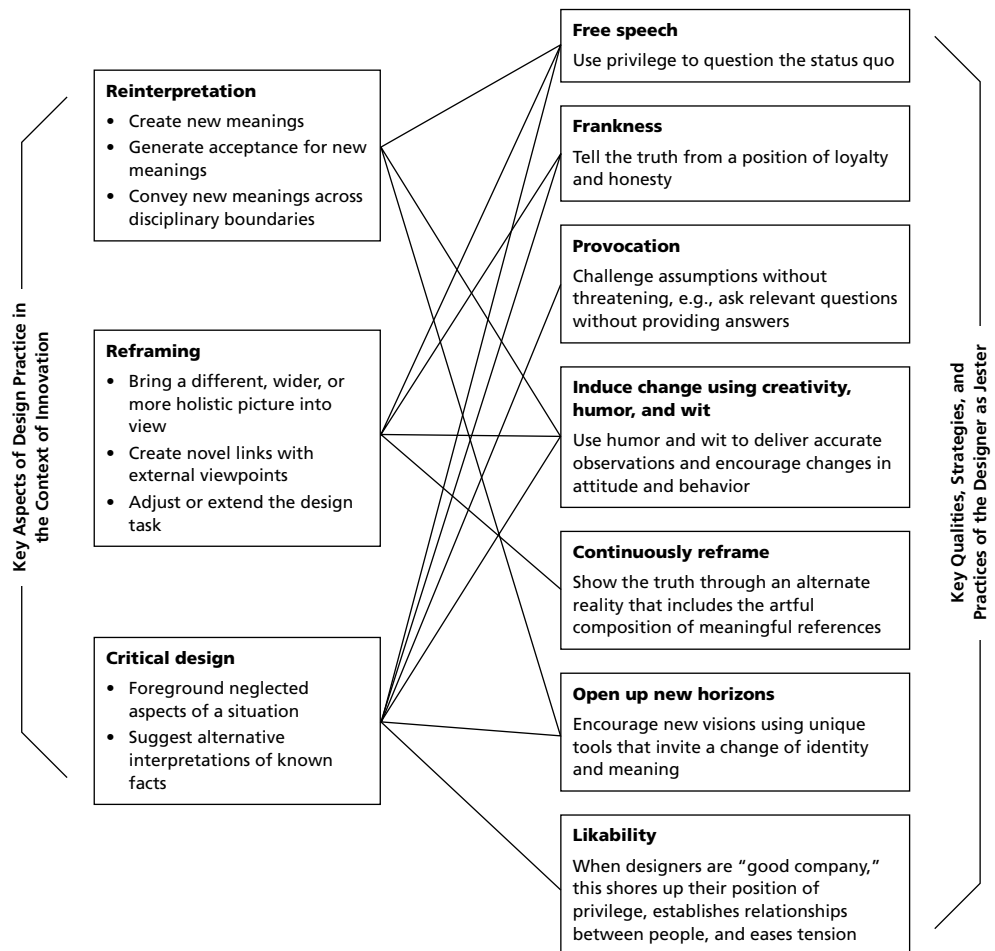 Key Aspects of Design Practice in
the Context of Innovation
Reinterpretation
• Create new meanings
• Generate acceptance for new
meanings
• Convey new meanings across
disciplinary boundaries
Reframing
• Bring a different, wider, or
more holistic picture into
view
• Create novel links with
external viewpoints
• Adjust or extend the design
task
Critical design
• Foreground neglected
aspects of a situation
• Suggest alternative
interpretations of known
facts
Free speech
Use privilege to question the status quo
Frankness
Tell the truth from a position of loyalty
and honesty
Provocation
Challenge assumptions without
threatening, e.g., ask relevant questions
without providing answers
Induce change using creativity,
humor, and wit
Use humor and wit to deliver accurate
observations and encourage changes in
attitude and behavior
Continuously reframe
Show the truth through an alternate
reality that includes the artful
composition of meaningful references
Open up new horizons
Encourage new visions using unique
tools that invite a change of identity
and meaning
Likability
When designers are “good company,”
this shores up their position of
privilege, establishes relationships
between people, and eases tension
Key Qualities, Strategies, and
Practices of the Designer as Jester